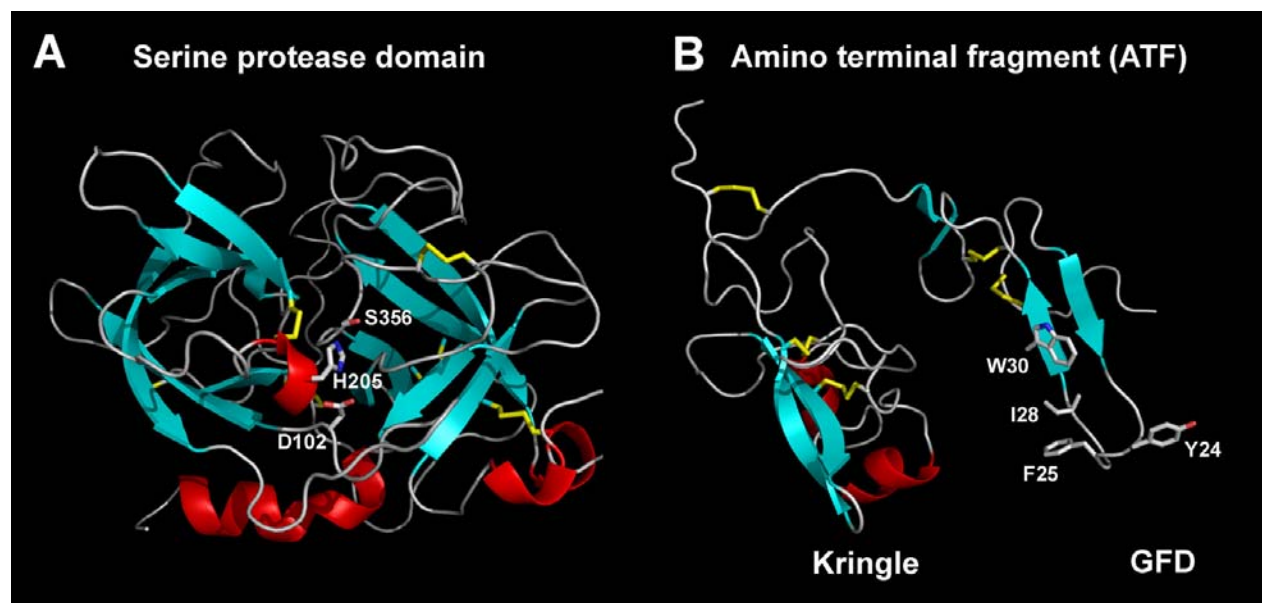 A Serine protease domain
S356
H205
D102
B Amino terminal fragment (ATF)
W30
I28
F25
Y24
Kringle
GFD